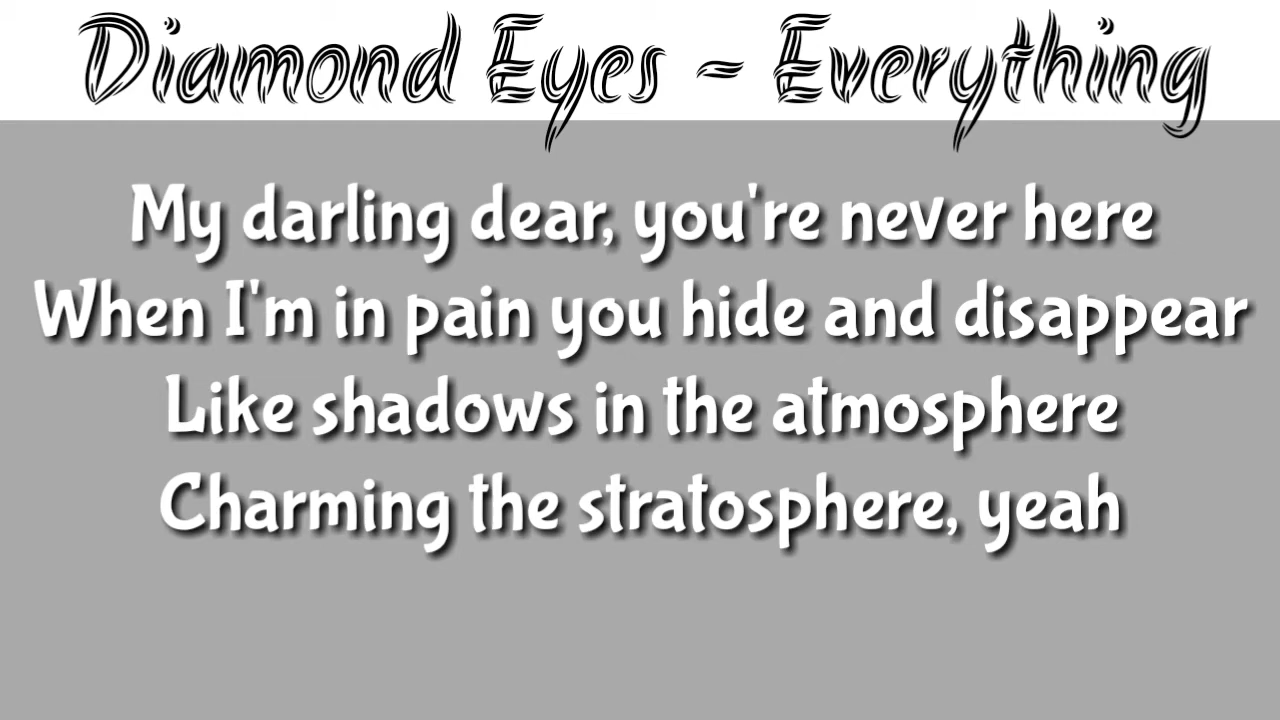 Diamond Eyes - Everything
My darling dear, you're never here
When I'm in pain you hide and disappear
Like shadows in the atmosphere
Charming the stratosphere, yeah